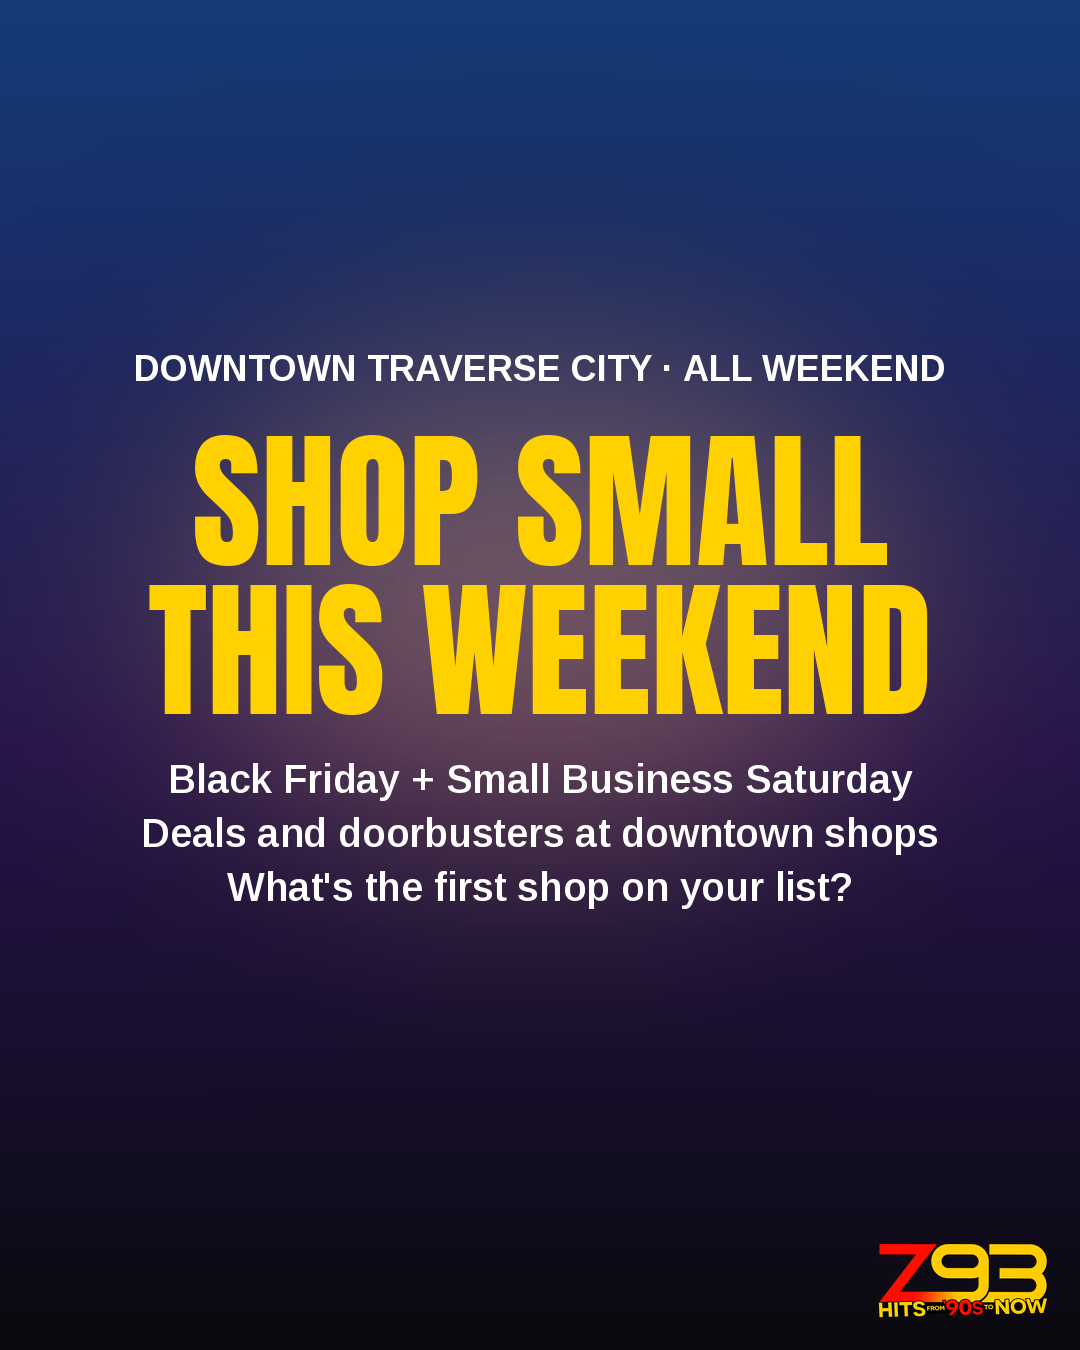 DOWNTOWN TRAVERSE CITY · ALL WEEKEND
SHOP SMALL
THIS WEEKEND
Black Friday + Small Business Saturday
Deals and doorbusters at downtown shops
What's the first shop on your list?
Z93
HITS FROM '90S TO NOW